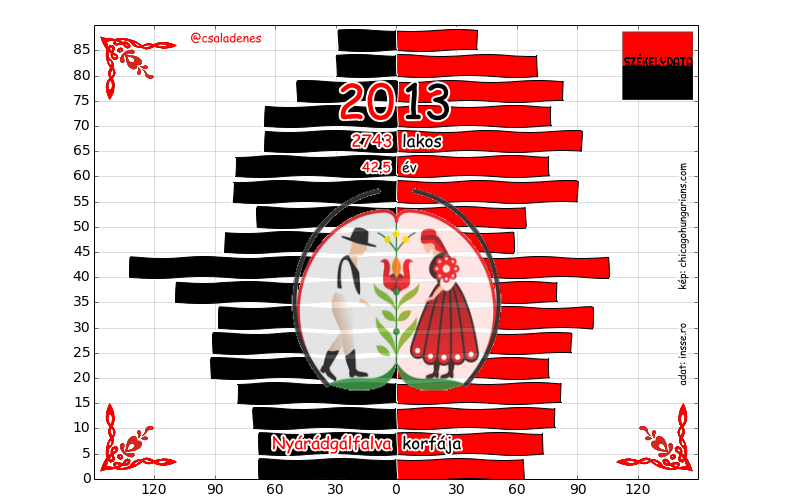 @csaladenes
SZÉKELYDATA
2013
2743 lakos
42.5 év
kép: chicagohungarians.com
adat: insse.ro
Nyárádgálfalva korfája
85
80
75
70
65
60
55
50
45
40
35
30
25
20
15
10
5
0
120 90 60 30 0 30 60 90 120